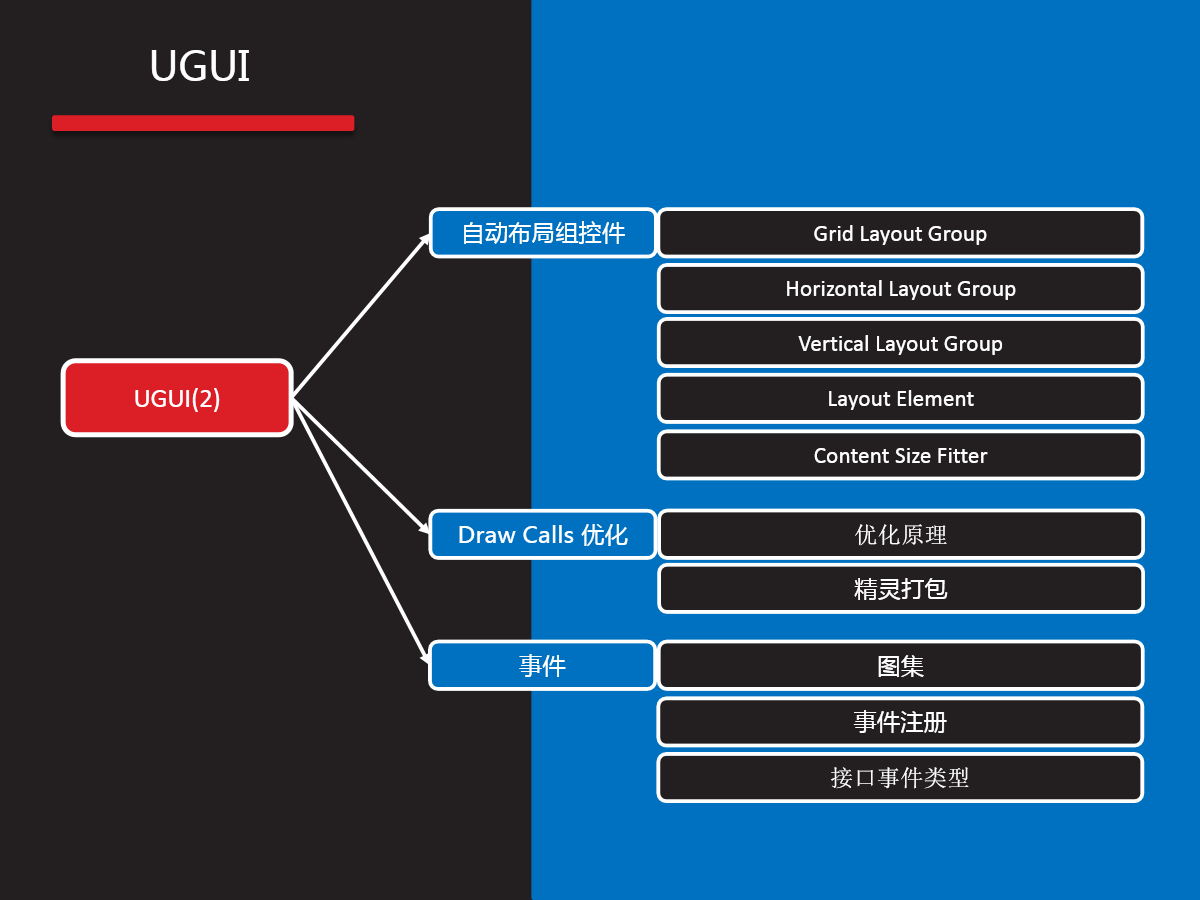 UGUI
UGUI(2)
自动布局组控件
Grid Layout Group
Horizontal Layout Group
Vertical Layout Group
Layout Element
Content Size Fitter
Draw Calls 优化
优化原理
精灵打包
事件
图集
事件注册
接口事件类型